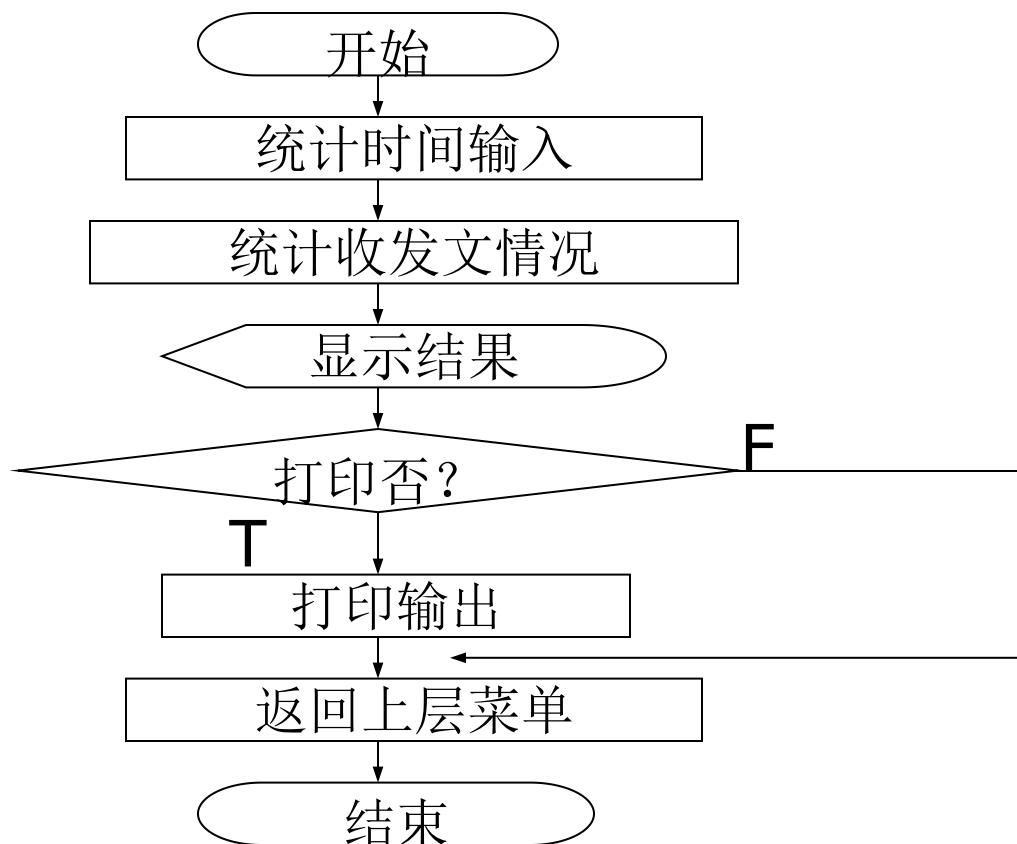 开始
统计时间输入
统计收发文情况
显示结果
打印否？
F
T
打印输出
返回上层菜单
结束